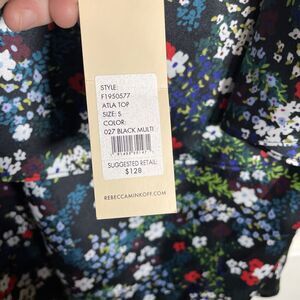 STYLE:
F1950577
ATLA TOP
SIZE: S
COLOR:
027 BLACK MULTI
SUGGESTED RETAIL:
$128
REBECCAMINKOFF.COM